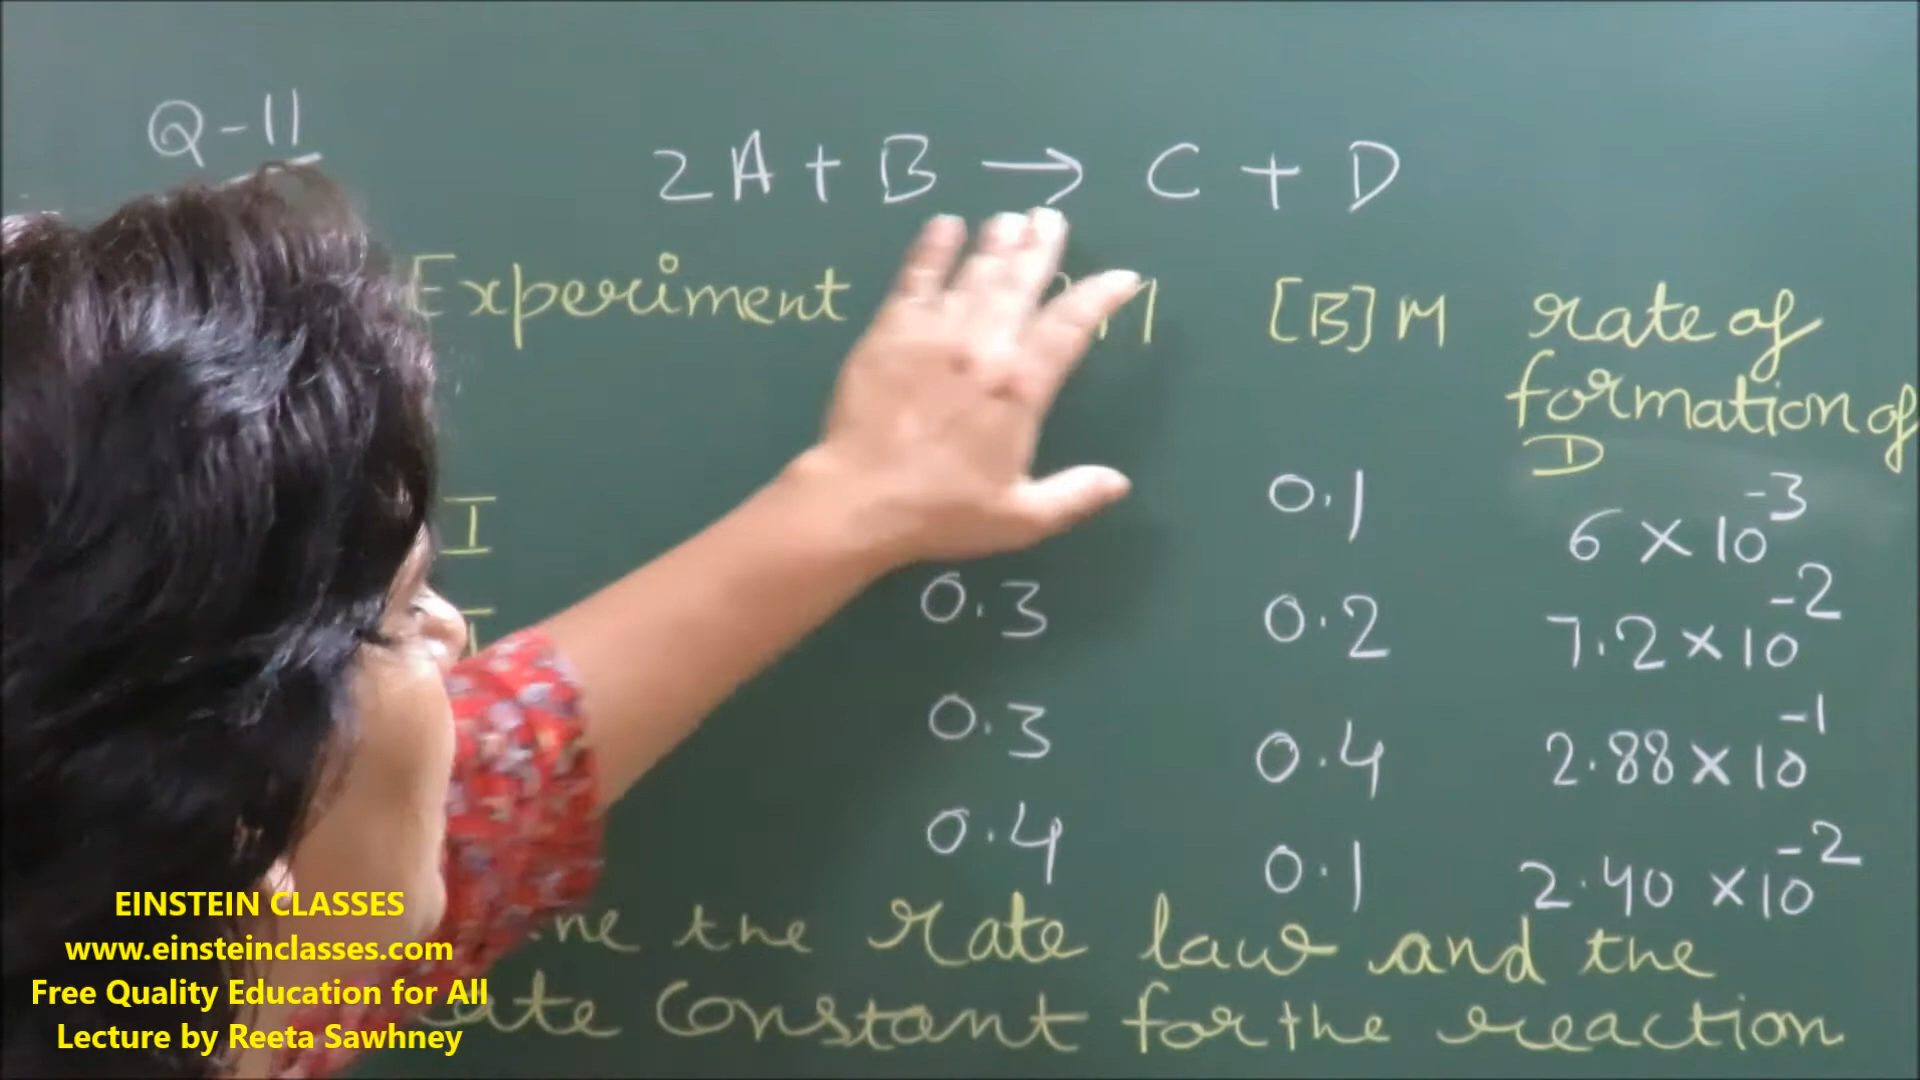 Q-11
2A + B → C + D
Experiment M [B] M rate of
formation of
D
I 0.1 6 × 10⁻³
0.3 0.2 7.2 × 10⁻²
0.3 0.4 2.88 × 10⁻¹
0.4 0.1 2.40 × 10⁻²
the rate law and the
constant for the reaction
EINSTEIN CLASSES
www.einsteinclasses.com
Free Quality Education for All
Lecture by Reeta Sawhney